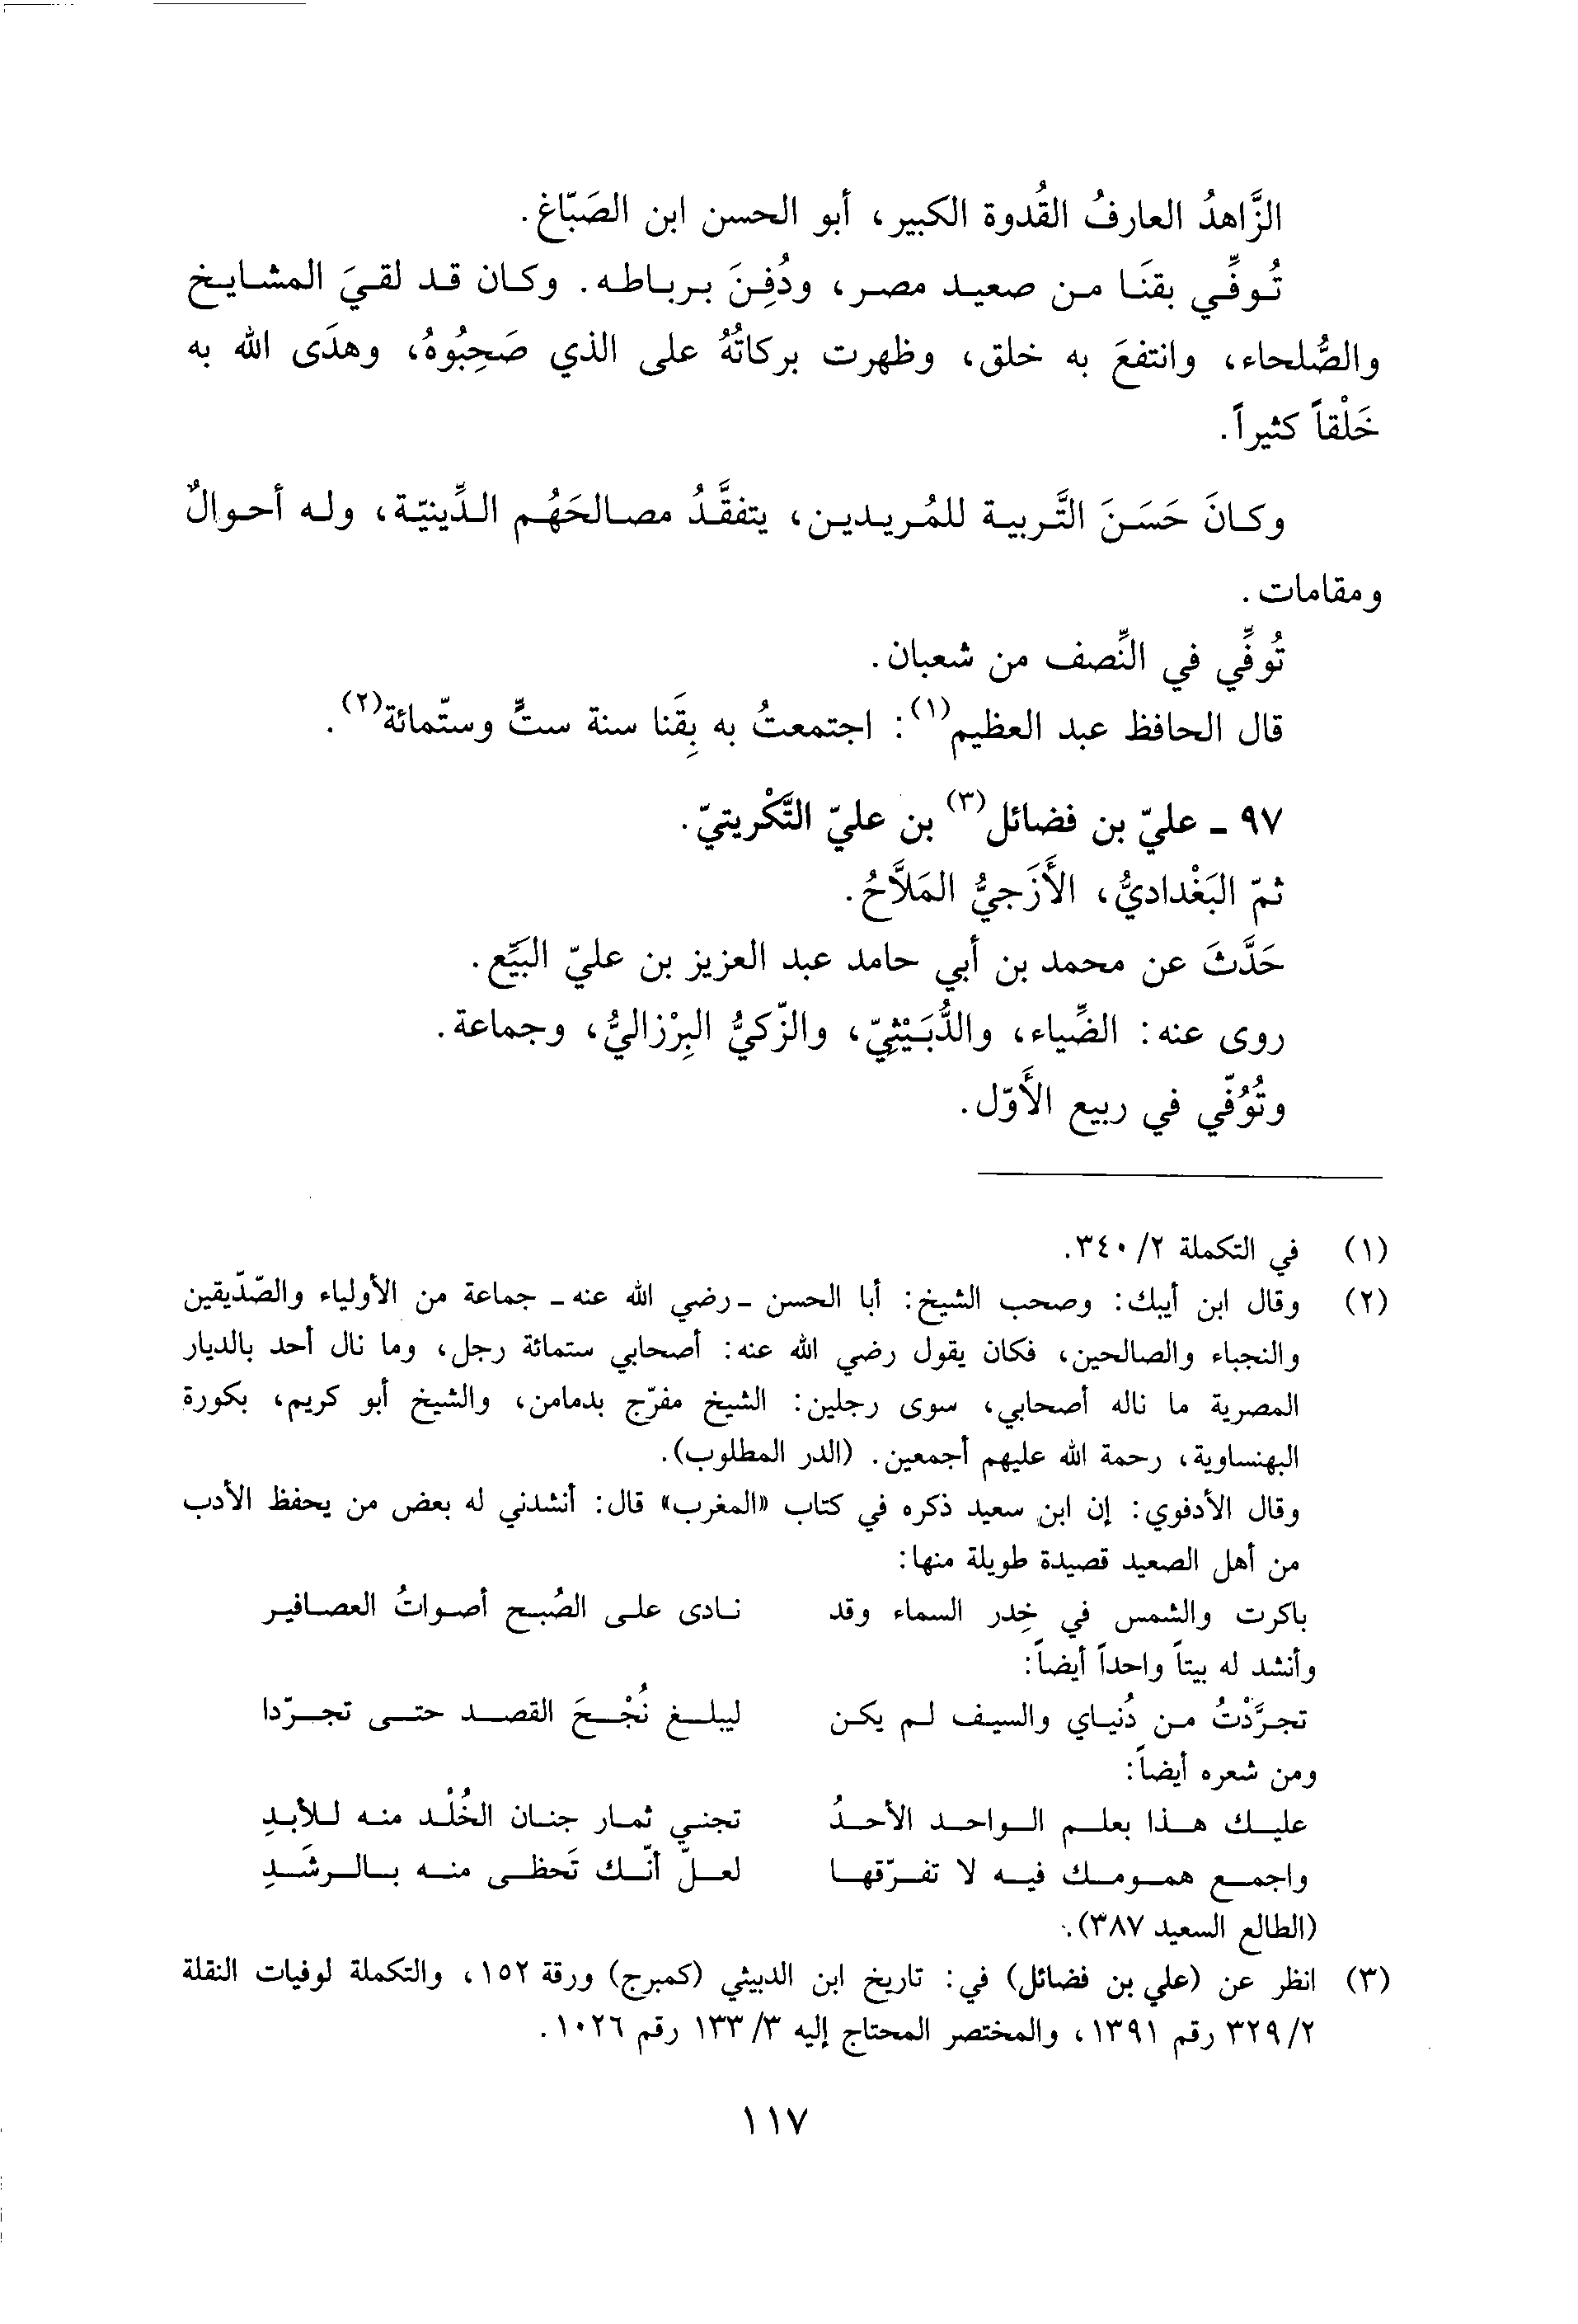 الزَّاهدُ العارفُ القُدوة الكبير، أبو الحسن ابن الصَبّاغ.
تُوفِّي بقنَا من صعيد مصر، ودُفِنَ برباطه. وكان قد لقيَ المشايخ
والصُّلحاء، وانتفعَ به خلق، وظهرت بركاتُهُ على الذي صَحِبُوهُ، وهدَى الله به
خَلْقاً كثيراً.
وكانَ حَسَنَ التَّربية للمُريدين، يتفقَّدُ مصالحَهُم الدِّينيّة، وله أحوالٌ
ومقامات.
تُوفِّي في النِّصف من شعبان.
قال الحافظ عبد العظيم(١): اجتمعتُ به بِقَنا سنة ستٍّ وستّمائة(٢).
٩٧ ـ عليّ بن فضائل(٣) بن عليّ التَّكْريتيّ.
ثمّ البَغْداديُّ، الأَزَجيُّ المَلاَّحُ.
حَدَّثَ عن محمد بن أبي حامد عبد العزيز بن عليّ البَيِّع.
روى عنه: الضِّياء، والدُّبَيْثِيّ، والزّكيُّ البِرْزاليُّ، وجماعة.
وتُوُفّي في ربيع الأَوّل.
(١) في التكملة ٢/٣٤٠.
(٢) وقال ابن أيبك: وصحب الشيخ: أبا الحسن ـ رضي الله عنه ـ جماعة من الأولياء والصّدّيقين
والنجباء والصالحين، فكان يقول رضي الله عنه: أصحابي ستمائة رجل، وما نال أحد بالديار
المصرية ما ناله أصحابي، سوى رجلين: الشيخ مفرّج بدمامن، والشيخ أبو كريم، بكورة
البهنساوية، رحمة الله عليهم أجمعين. (الدر المطلوب).
وقال الأدفوي: إن ابن سعيد ذكره في كتاب «المغرب» قال: أنشدني له بعض من يحفظ الأدب
من أهل الصعيد قصيدة طويلة منها:
باكرت والشمس في خِدر السماء وقد نادى على الصُبح أصواتُ العصافير
وأنشد له بيتاً واحداً أيضاً:
تجرَّدْتُ من دُنياي والسيف لم يكن ليبلغ نُجْحَ القصد حتى تجرّدا
ومن شعره أيضاً:
عليك هذا بعلم الواحد الأحدُ تجني ثمار جنان الخُلْد منه للأبدِ
واجمع همومك فيه لا تفرّقها لعلّ أنّك تَحظى منه بالرشَدِ
(الطالع السعيد ٣٨٧).
(٣) انظر عن (علي بن فضائل) في: تاريخ ابن الدبيثي (كمبرج) ورقة ١٥٢، والتكملة لوفيات النقلة
٢/٣٢٩ رقم ١٣٩١، والمختصر المحتاج إليه ٣/١٣٣ رقم ١٠٢٦.
١١٧